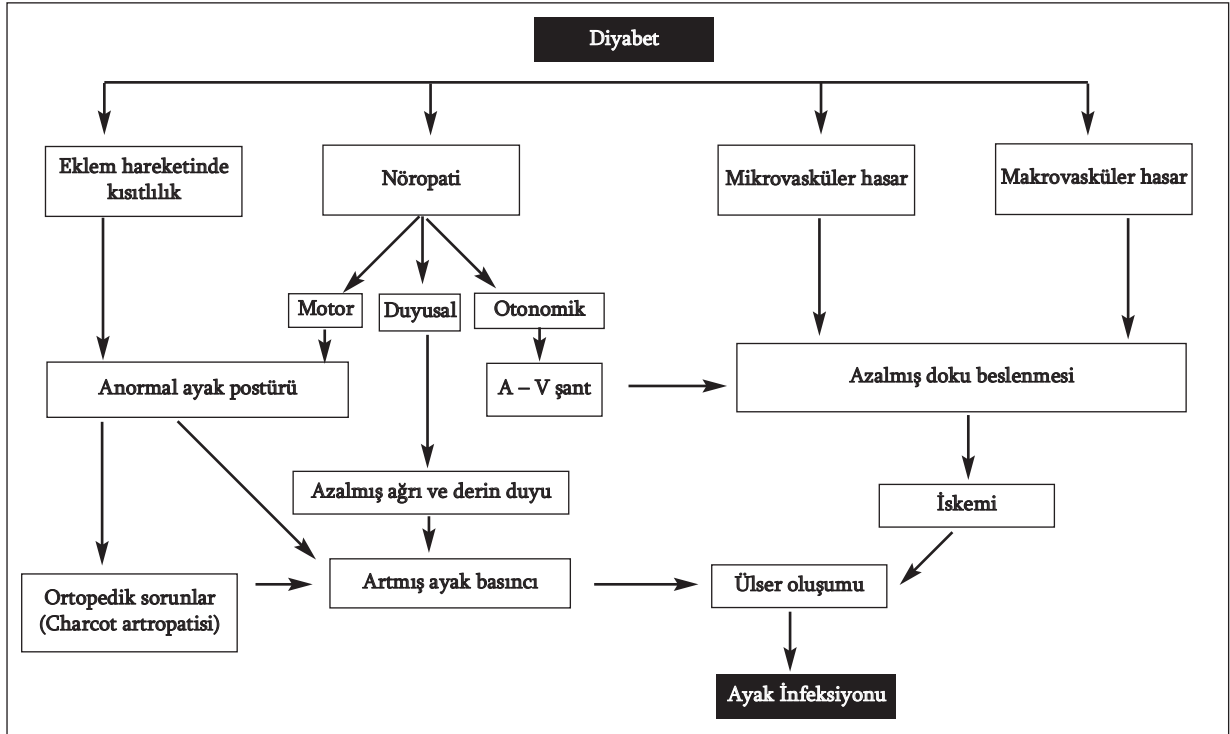 Diyabet
Eklem hareketinde
kısıtlılık
Nöropati
Mikrovasküler hasar
Makrovasküler hasar
Motor
Duyusal
Otonomik
Anormal ayak postürü
A – V şant
Azalmış doku beslenmesi
Azalmış ağrı ve derin duyu
İskemi
Ortopedik sorunlar
(Charcot artropatisi)
Artmış ayak basıncı
Ülser oluşumu
Ayak İnfeksiyonu